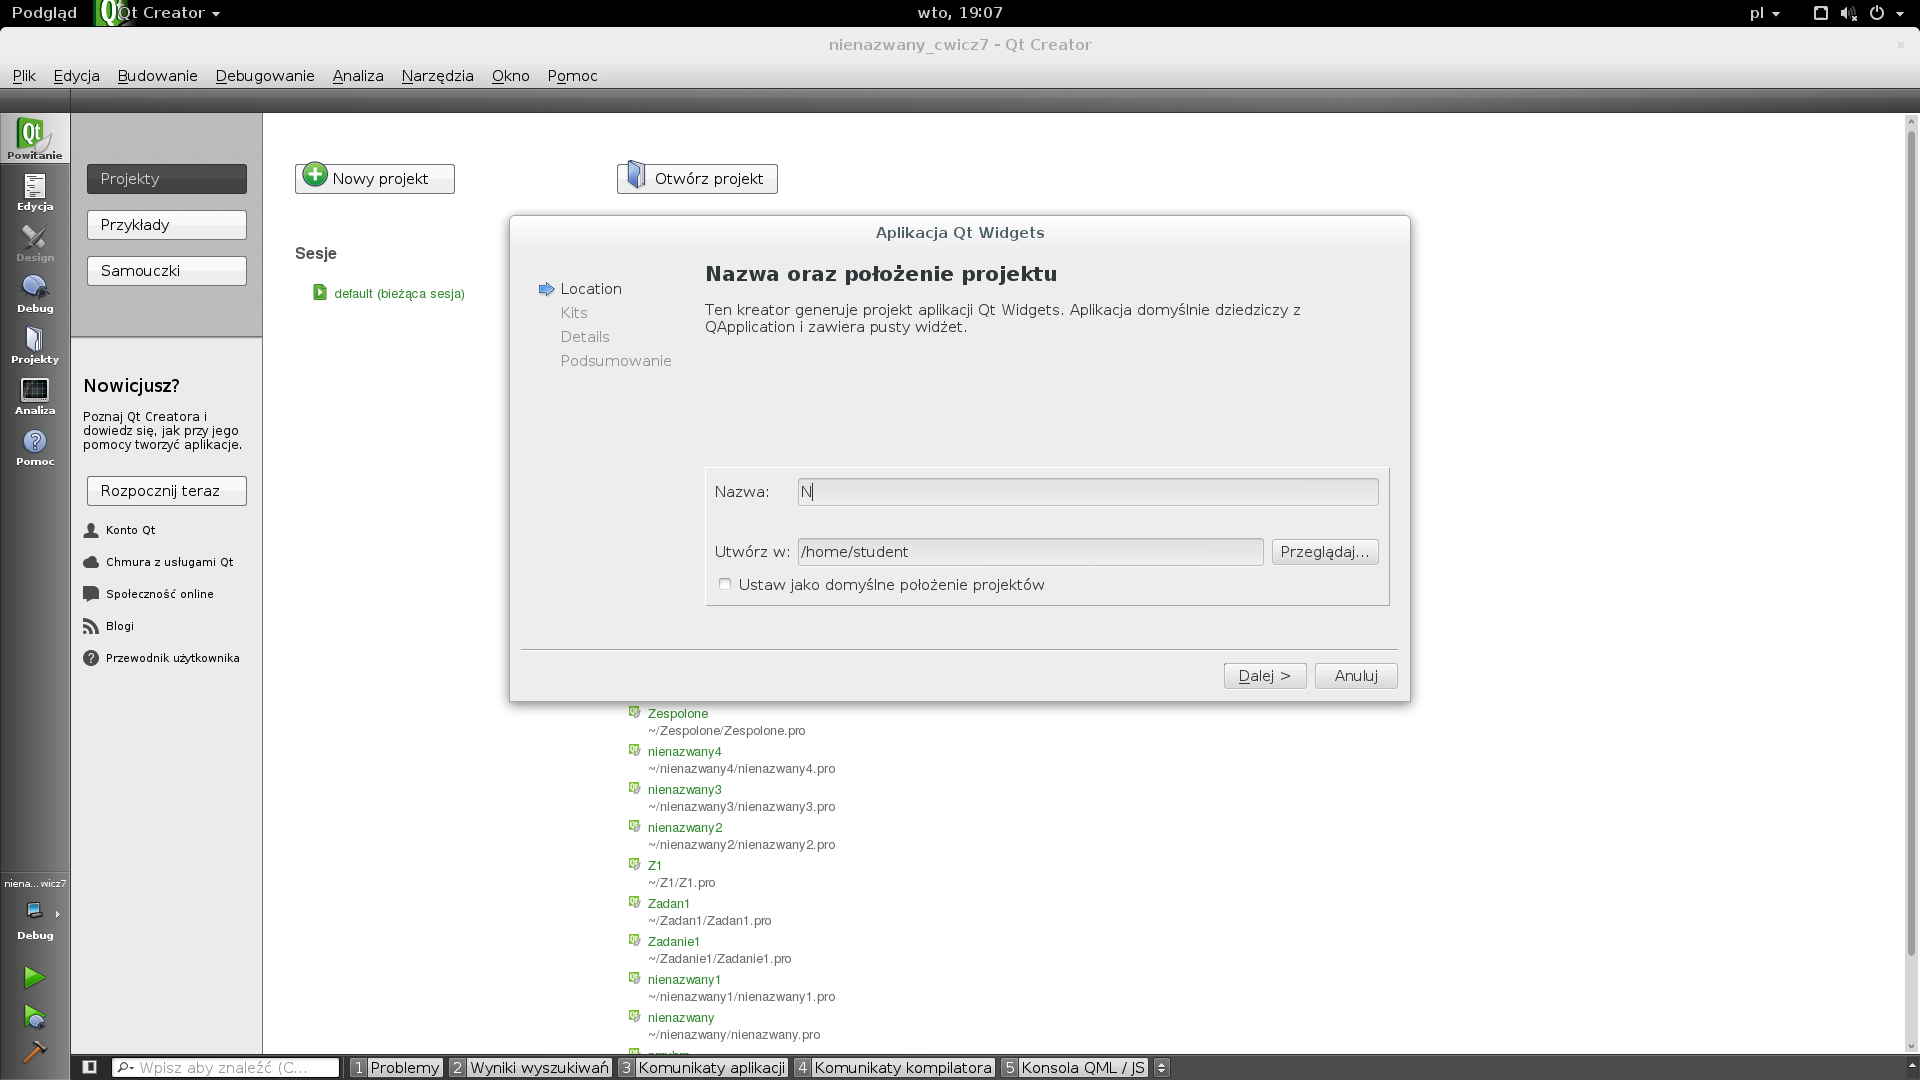 Podgląd
Qt Creator
wto, 19:07
pl
nienazwany_cwicz7 - Qt Creator
Plik Edycja Budowanie Debugowanie Analiza Narzędzia Okno Pomoc
Powitanie
Edycja
Design
Debug
Projekty
Analiza
Pomoc
niena...wicz7
Debug
Projekty
Przykłady
Samouczki
Nowicjusz?
Poznaj Qt Creatora i
dowiedz się, jak przy jego
pomocy tworzyć aplikacje.
Rozpocznij teraz
Konto Qt
Chmura z usługami Qt
Społeczność online
Blogi
Przewodnik użytkownika
Nowy projekt
Otwórz projekt
Sesje
default (bieżąca sesja)
Aplikacja Qt Widgets
Location
Kits
Details
Podsumowanie
Nazwa oraz położenie projektu
Ten kreator generuje projekt aplikacji Qt Widgets. Aplikacja domyślnie dziedziczy z
QApplication i zawiera pusty widżet.
Nazwa: N
Utwórz w: /home/student Przeglądaj...
Ustaw jako domyślne położenie projektów
Dalej > Anuluj
Zespolone
~/Zespolone/Zespolone.pro
nienazwany4
~/nienazwany4/nienazwany4.pro
nienazwany3
~/nienazwany3/nienazwany3.pro
nienazwany2
~/nienazwany2/nienazwany2.pro
Z1
~/Z1/Z1.pro
Zadan1
~/Zadan1/Zadan1.pro
Zadanie1
~/Zadanie1/Zadanie1.pro
nienazwany1
~/nienazwany1/nienazwany1.pro
nienazwany
~/nienazwany/nienazwany.pro
Wpisz aby znaleźć (C...
1 Problemy 2 Wyniki wyszukiwań 3 Komunikaty aplikacji 4 Komunikaty kompilatora 5 Konsola QML / JS